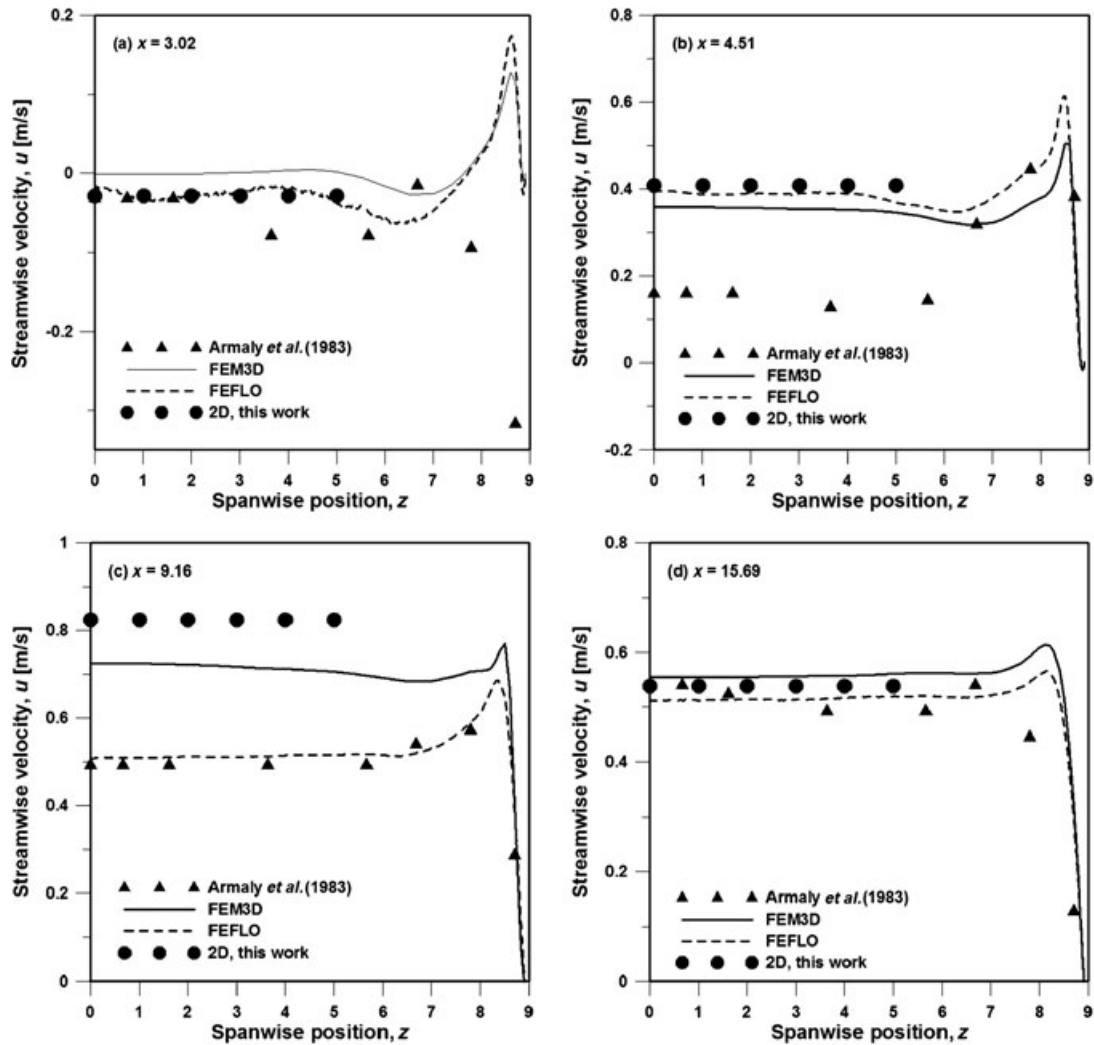 (a) x = 3.02
Streamwise velocity, u [m/s]
0.2
0
-0.2
Armaly et al. (1983)
FEM3D
FEFLO
2D, this work
0 1 2 3 4 5 6 7 8 9
Spanwise position, z
(b) x = 4.51
Streamwise velocity, u [m/s]
0.8
0.6
0.4
0.2
0
-0.2
Armaly et al. (1983)
FEM3D
FEFLO
2D, this work
0 1 2 3 4 5 6 7 8 9
Spanwise position, z
(c) x = 9.16
Streamwise velocity, u [m/s]
1
0.8
0.6
0.4
0.2
0
Armaly et al. (1983)
FEM3D
FEFLO
2D, this work
0 1 2 3 4 5 6 7 8 9
Spanwise position, z
(d) x = 15.69
Streamwise velocity, u [m/s]
0.8
0.6
0.4
0.2
0
Armaly et al. (1983)
FEM3D
FEFLO
2D, this work
0 1 2 3 4 5 6 7 8 9
Spanwise position, z